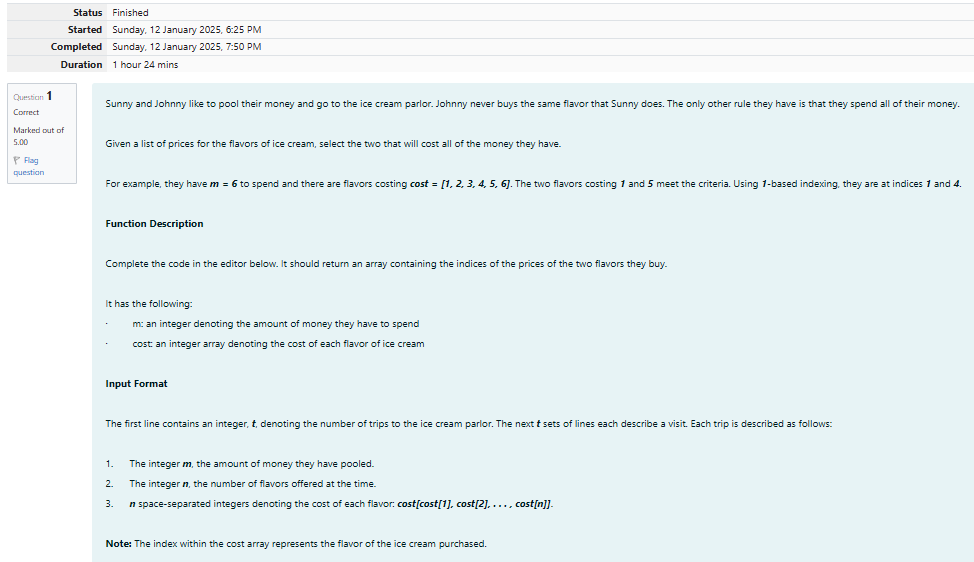 Status Finished
Started Sunday, 12 January 2025, 6:25 PM
Completed Sunday, 12 January 2025, 7:50 PM
Duration 1 hour 24 mins
Question 1
Correct
Marked out of
5.00
Flag
question
Sunny and Johnny like to pool their money and go to the ice cream parlor. Johnny never buys the same flavor that Sunny does. The only other rule they have is that they spend all of their money.
Given a list of prices for the flavors of ice cream, select the two that will cost all of the money they have.
For example, they have m = 6 to spend and there are flavors costing cost = [1, 2, 3, 4, 5, 6]. The two flavors costing 1 and 5 meet the criteria. Using 1-based indexing, they are at indices 1 and 4.
Function Description
Complete the code in the editor below. It should return an array containing the indices of the prices of the two flavors they buy.
It has the following:
· m: an integer denoting the amount of money they have to spend
· cost: an integer array denoting the cost of each flavor of ice cream
Input Format
The first line contains an integer, t, denoting the number of trips to the ice cream parlor. The next t sets of lines each describe a visit. Each trip is described as follows:
1. The integer m, the amount of money they have pooled.
2. The integer n, the number of flavors offered at the time.
3. n space-separated integers denoting the cost of each flavor: cost[cost[1], cost[2], . . . , cost[n]].
Note: The index within the cost array represents the flavor of the ice cream purchased.